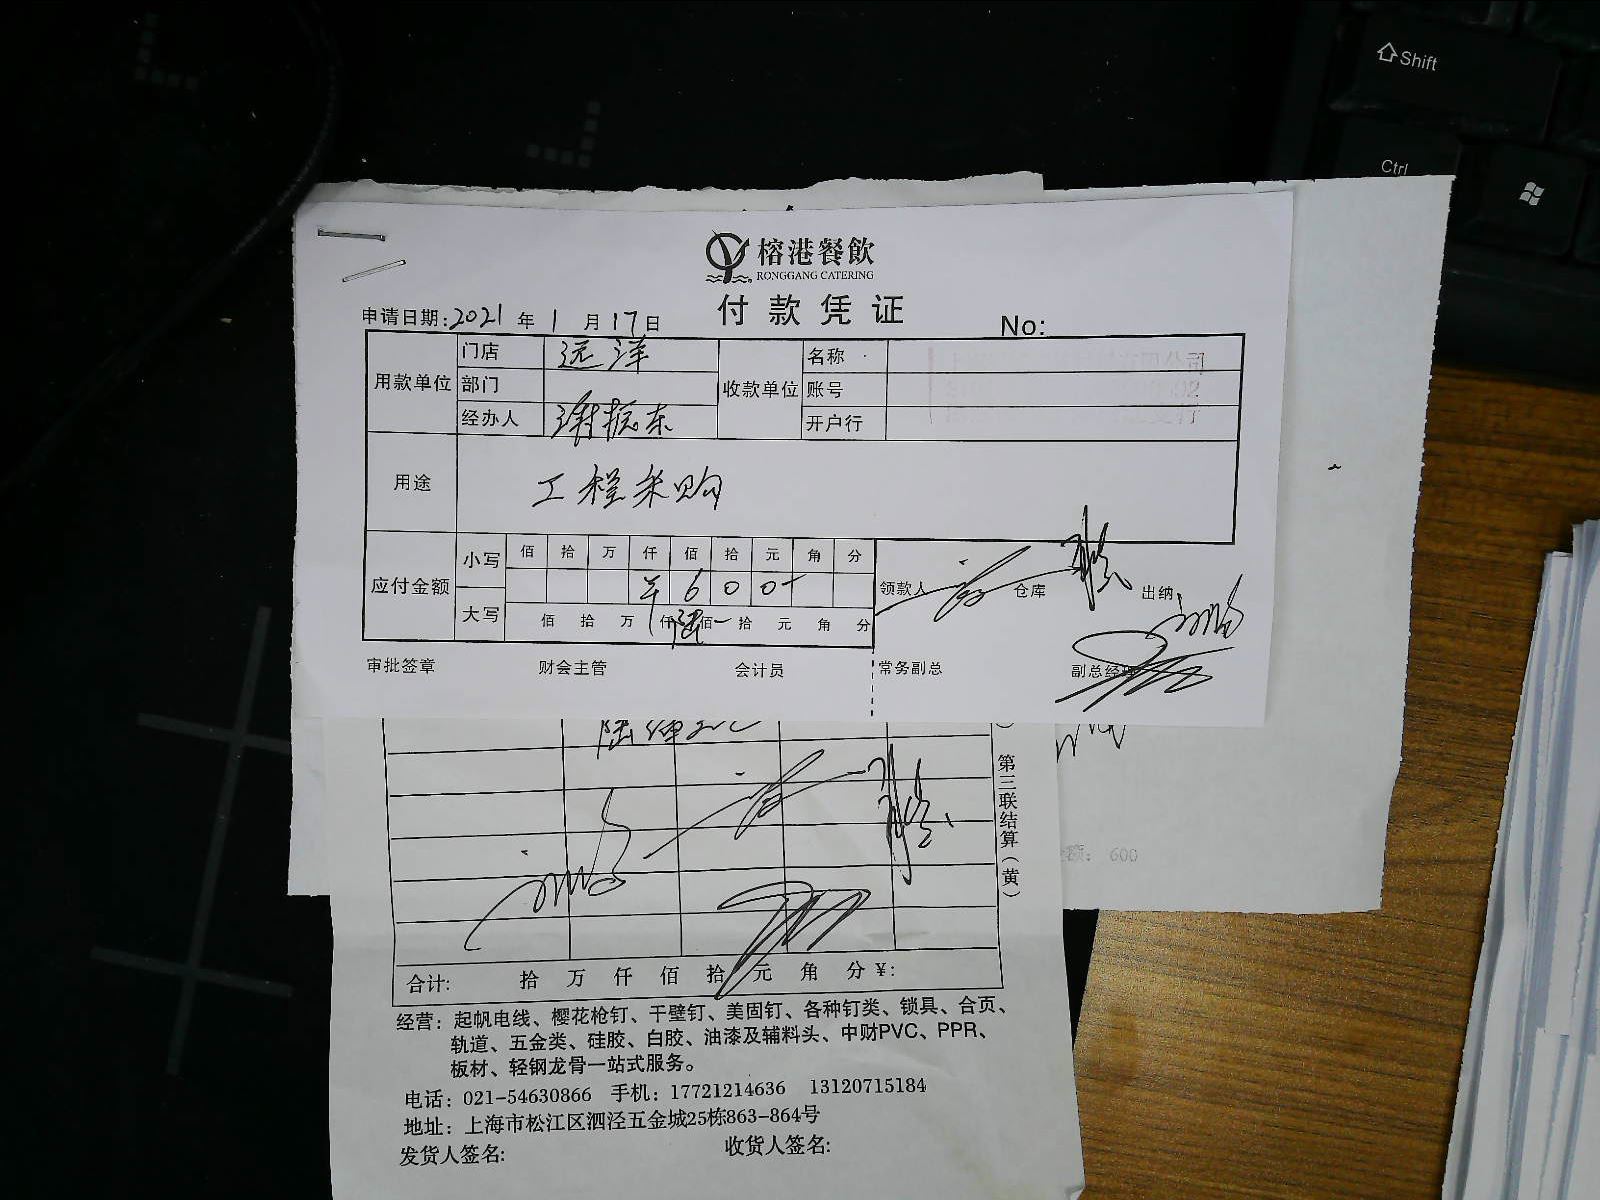 Shift
Ctrl
榕港餐飲
RONGGANG CATERING
付款凭证
申请日期:2021年1月17日
No:
用款单位 门店 远洋 收款单位 名称
部门 账号
经办人 谢振东 开户行
用途 工程采购
应付金额 小写 佰 拾 万 仟 佰 拾 元 角 分
¥ 6 0 0
领款人 仓库 出纳
大写 佰 拾 万 仟 陆 佰 拾 元 角 分
审批签章 财会主管 会计员 常务副总 副总经理
第三联结算(黄)
600
合计: 拾 万 仟 佰 拾 元 角 分 ¥:
经营:起帆电线、樱花枪钉、干壁钉、美固钉、各种钉类、锁具、合页、
轨道、五金类、硅胶、白胶、油漆及辅料头、中财PVC、PPR、
板材、轻钢龙骨一站式服务。
电话:021-54630866 手机:17721214636 13120715184
地址:上海市松江区泗泾五金城25栋863-864号
发货人签名: 收货人签名: